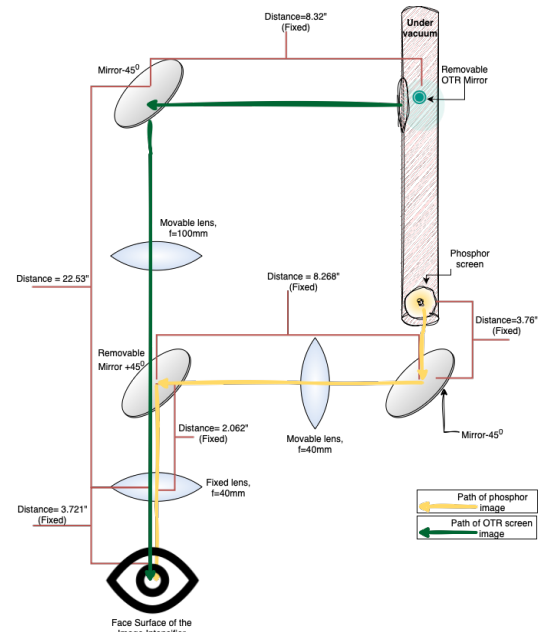 Distance=8.32"
(Fixed)
Under
vacuum
Mirror-45⁰
Removable
OTR Mirror
Movable lens,
f=100mm
Phosphor
screen
Distance = 22.53"
Distance = 8.268"
(Fixed)
Distance=3.76"
(Fixed)
Removable
Mirror +45⁰
Distance= 2.062"
(Fixed)
Movable lens,
f=40mm
Mirror-45⁰
Fixed lens,
f=40mm
Distance= 3.721"
(Fixed)
Path of phosphor
image
Path of OTR screen
image
Face Surface of the
Image Intensifier